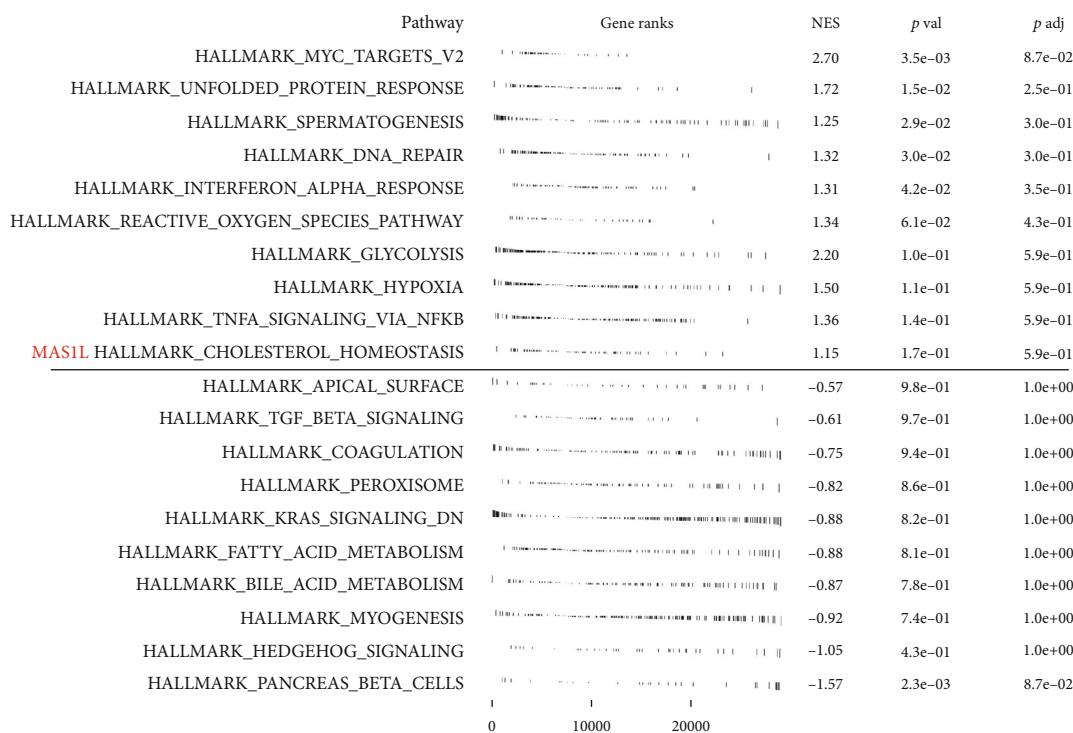 Pathway Gene ranks NES p val p adj
HALLMARK_MYC_TARGETS_V2 2.70 3.5e–03 8.7e–02
HALLMARK_UNFOLDED_PROTEIN_RESPONSE 1.72 1.5e–02 2.5e–01
HALLMARK_SPERMATOGENESIS 1.25 2.9e–02 3.0e–01
HALLMARK_DNA_REPAIR 1.32 3.0e–02 3.0e–01
HALLMARK_INTERFERON_ALPHA_RESPONSE 1.31 4.2e–02 3.5e–01
HALLMARK_REACTIVE_OXYGEN_SPECIES_PATHWAY 1.34 6.1e–02 4.3e–01
HALLMARK_GLYCOLYSIS 2.20 1.0e–01 5.9e–01
HALLMARK_HYPOXIA 1.50 1.1e–01 5.9e–01
HALLMARK_TNFA_SIGNALING_VIA_NFKB 1.36 1.4e–01 5.9e–01
MAS1L HALLMARK_CHOLESTEROL_HOMEOSTASIS 1.15 1.7e–01 5.9e–01
HALLMARK_APICAL_SURFACE –0.57 9.8e–01 1.0e+00
HALLMARK_TGF_BETA_SIGNALING –0.61 9.7e–01 1.0e+00
HALLMARK_COAGULATION –0.75 9.4e–01 1.0e+00
HALLMARK_PEROXISOME –0.82 8.6e–01 1.0e+00
HALLMARK_KRAS_SIGNALING_DN –0.88 8.2e–01 1.0e+00
HALLMARK_FATTY_ACID_METABOLISM –0.88 8.1e–01 1.0e+00
HALLMARK_BILE_ACID_METABOLISM –0.87 7.8e–01 1.0e+00
HALLMARK_MYOGENESIS –0.92 7.4e–01 1.0e+00
HALLMARK_HEDGEHOG_SIGNALING –1.05 4.3e–01 1.0e+00
HALLMARK_PANCREAS_BETA_CELLS –1.57 2.3e–03 8.7e–02
0 10000 20000